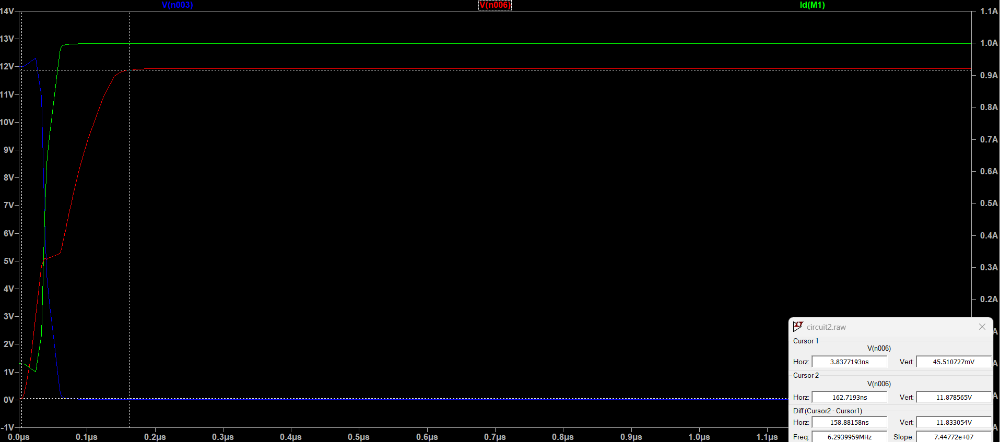 V(n003) V(n006) Id(M1)
14V 1.1A
13V 1.0A
12V 0.9A
11V 0.8A
10V 0.7A
9V 0.6A
8V 0.5A
7V 0.4A
6V 0.3A
5V 0.2A
4V
3V
2V
1V
0V
-1V
0.0µs 0.1µs 0.2µs 0.3µs 0.4µs 0.5µs 0.6µs 0.7µs 0.8µs 0.9µs 1.0µs 1.1µs
circuit2.raw
Cursor 1
V(n006)
Horz: 3.8377193ns Vert: 45.510727mV
Cursor 2
V(n006)
Horz: 162.7193ns Vert: 11.878565V
Diff (Cursor2 - Cursor1)
Horz: 158.88158ns Vert: 11.833054V
Freq: 6.2939959MHz Slope: 7.44772e+07